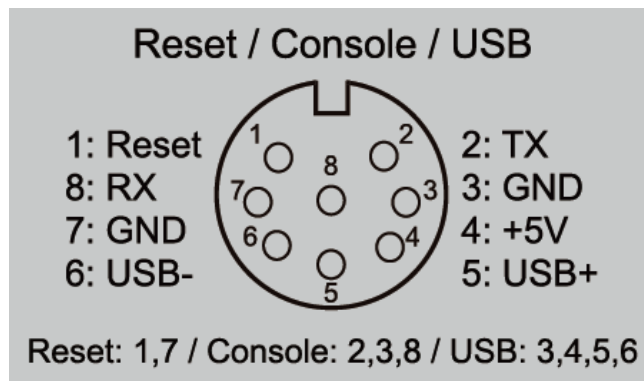 Reset / Console / USB
1: Reset
8: RX
7: GND
6: USB-
1
2
8
7
3
6
4
5
2: TX
3: GND
4: +5V
5: USB+
Reset: 1,7 / Console: 2,3,8 / USB: 3,4,5,6